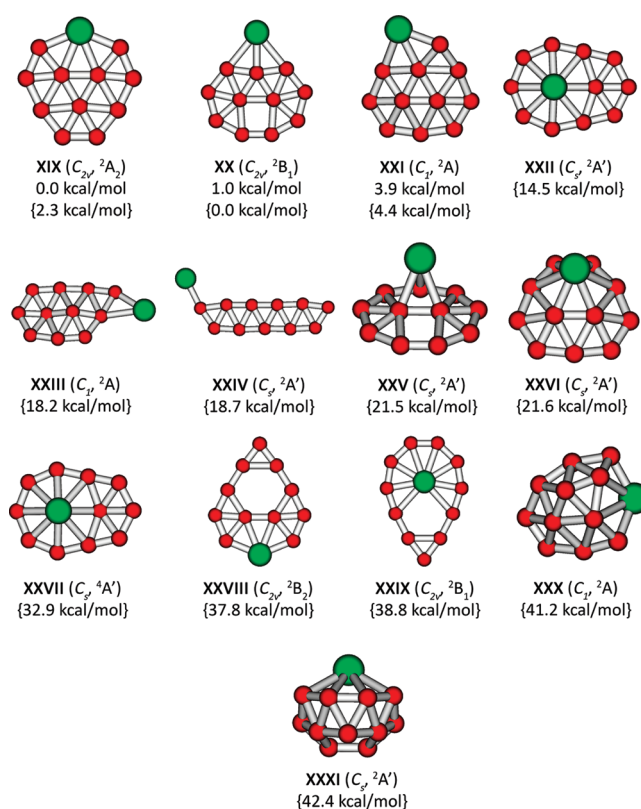 XIX (C2v, ²A2)
0.0 kcal/mol
{2.3 kcal/mol}
XX (C2v, ²B1)
1.0 kcal/mol
{0.0 kcal/mol}
XXI (C1, ²A)
3.9 kcal/mol
{4.4 kcal/mol}
XXII (Cs, ²A’)
{14.5 kcal/mol}
XXIII (C1, ²A)
{18.2 kcal/mol}
XXIV (Cs, ²A’)
{18.7 kcal/mol}
XXV (Cs, ²A’)
{21.5 kcal/mol}
XXVI (Cs, ²A’)
{21.6 kcal/mol}
XXVII (Cs, ⁴A’)
{32.9 kcal/mol}
XXVIII (C2v, ²B2)
{37.8 kcal/mol}
XXIX (C2v, ²B1)
{38.8 kcal/mol}
XXX (C1, ²A)
{41.2 kcal/mol}
XXXI (Cs, ²A’)
{42.4 kcal/mol}